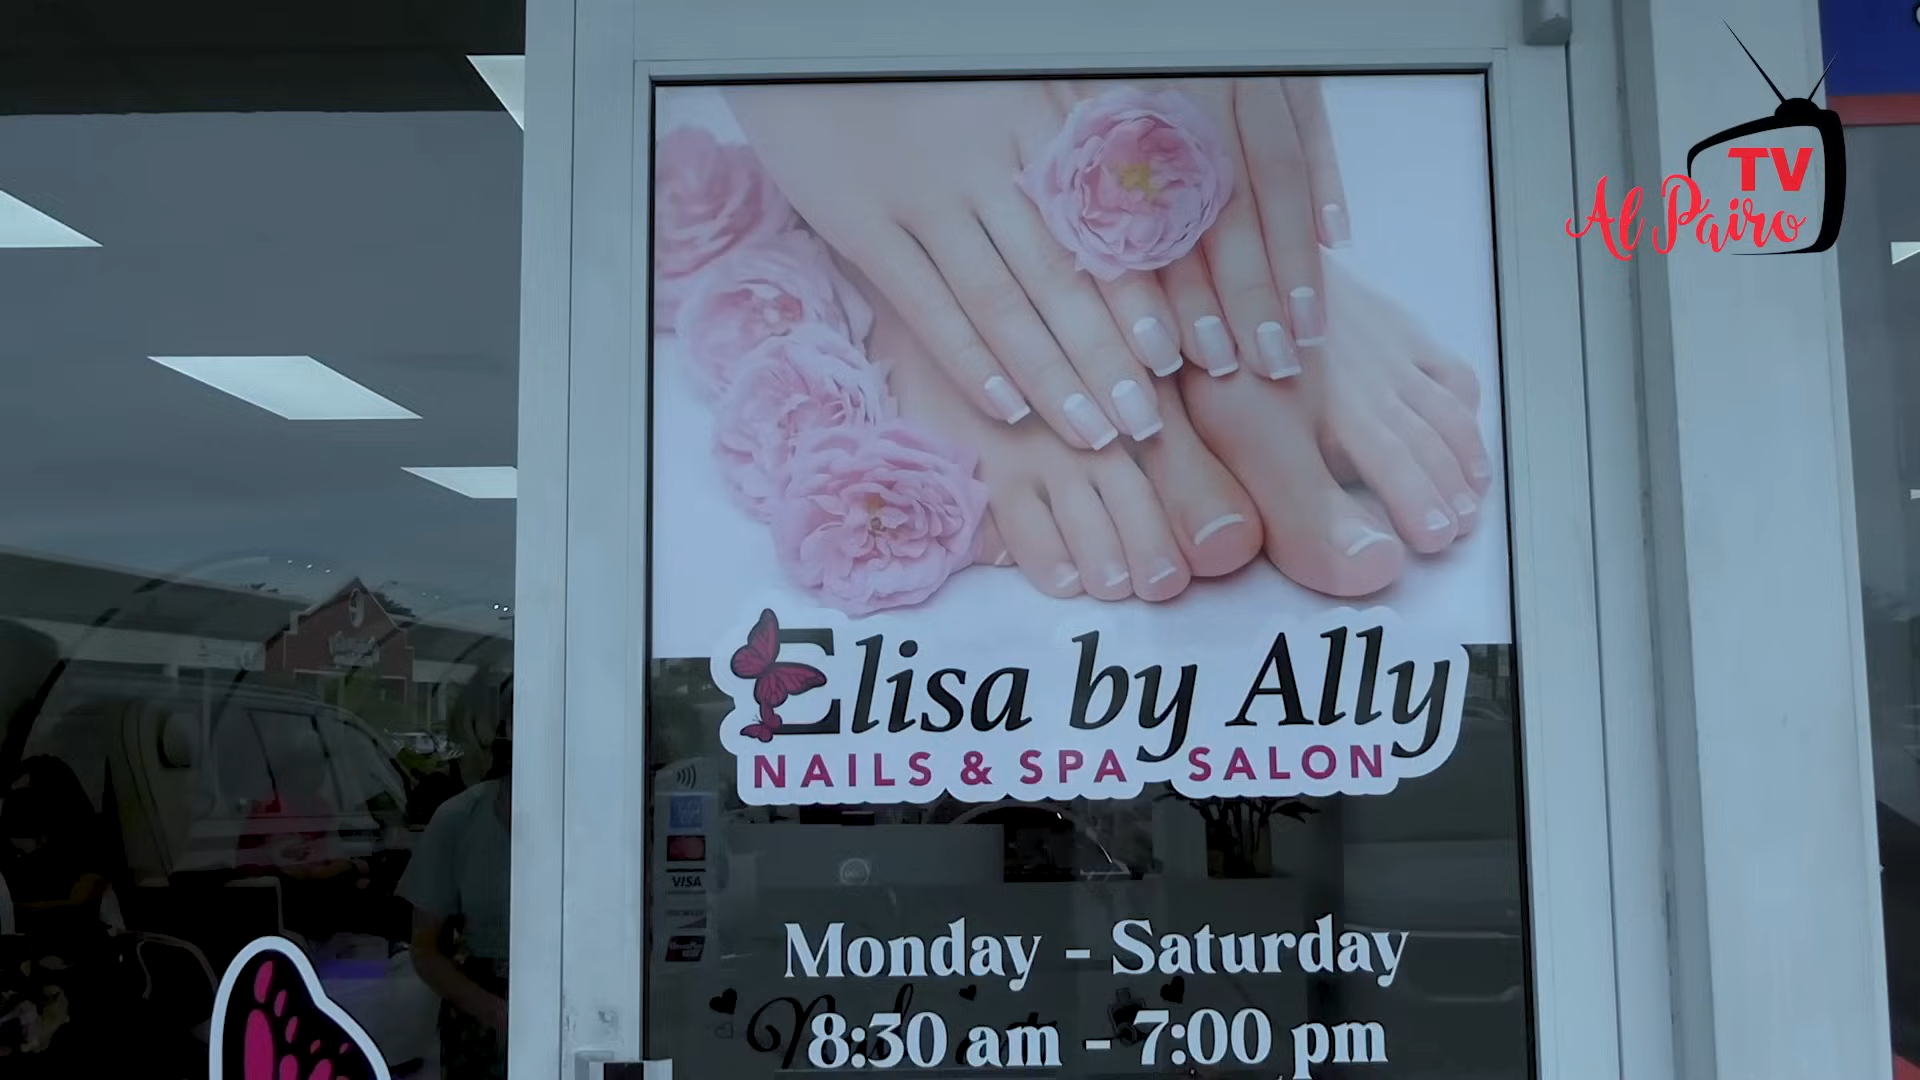 TV
Al Pairo
Elisa by Ally
NAILS & SPA SALON
VISA
Monday - Saturday
8:30 am - 7:00 pm